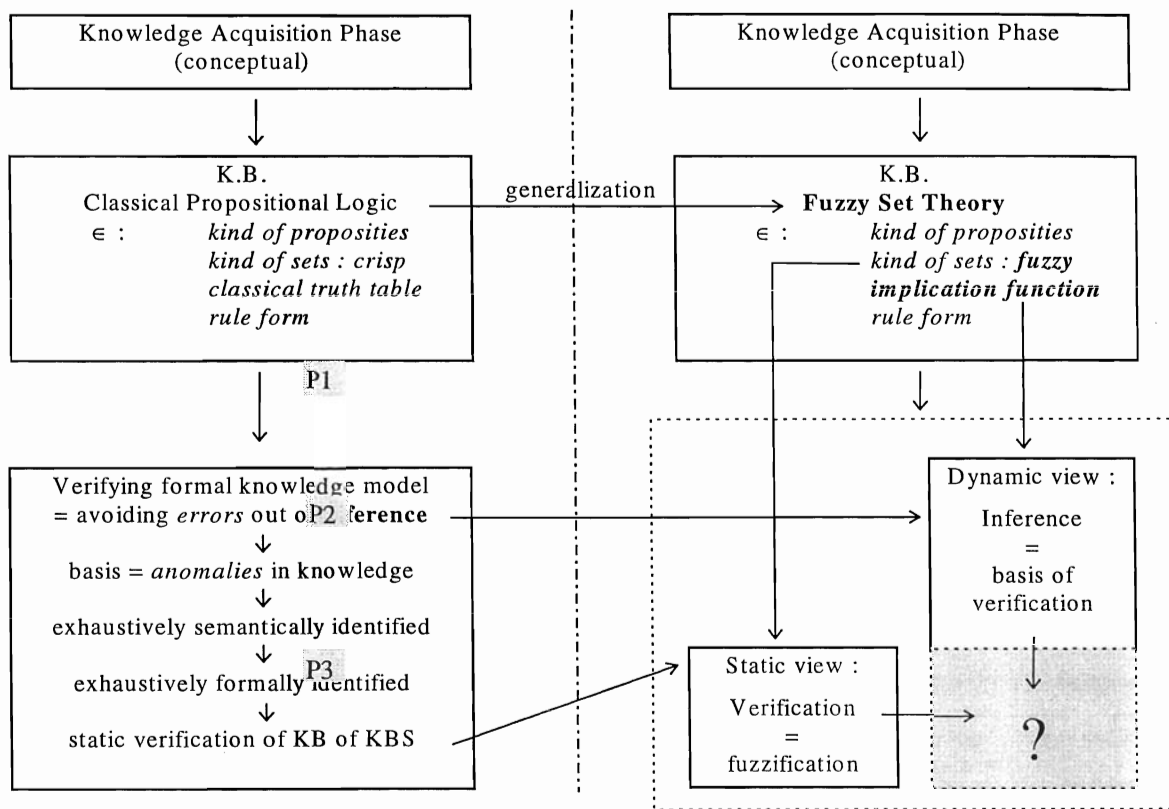 Knowledge Acquisition Phase
(conceptual)
K.B.
Classical Propositional Logic
∈ : kind of proposities
kind of sets : crisp
classical truth table
rule form
generalization
Knowledge Acquisition Phase
(conceptual)
K.B.
Fuzzy Set Theory
∈ : kind of proposities
kind of sets : fuzzy
implication function
rule form
P1
Verifying formal knowledge model
= avoiding errors out P2 ference
basis = anomalies in knowledge
exhaustively semantically identified
P3
exhaustively formally identified
static verification of KB of KBS
Dynamic view :
Inference
=
basis of
verification
Static view :
Verification
=
fuzzification
?